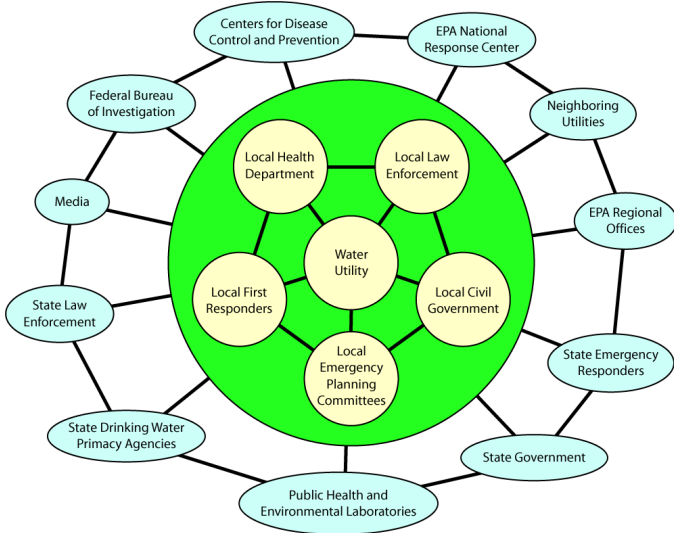 Centers for Disease
Control and Prevention
EPA National
Response Center
Federal Bureau
of Investigation
Neighboring
Utilities
Local Health
Department
Local Law
Enforcement
Media
EPA Regional
Offices
Water
Utility
Local First
Responders
Local Civil
Government
State Law
Enforcement
Local
Emergency
Planning
Committees
State Emergency
Responders
State Drinking Water
Primacy Agencies
State Government
Public Health and
Environmental Laboratories